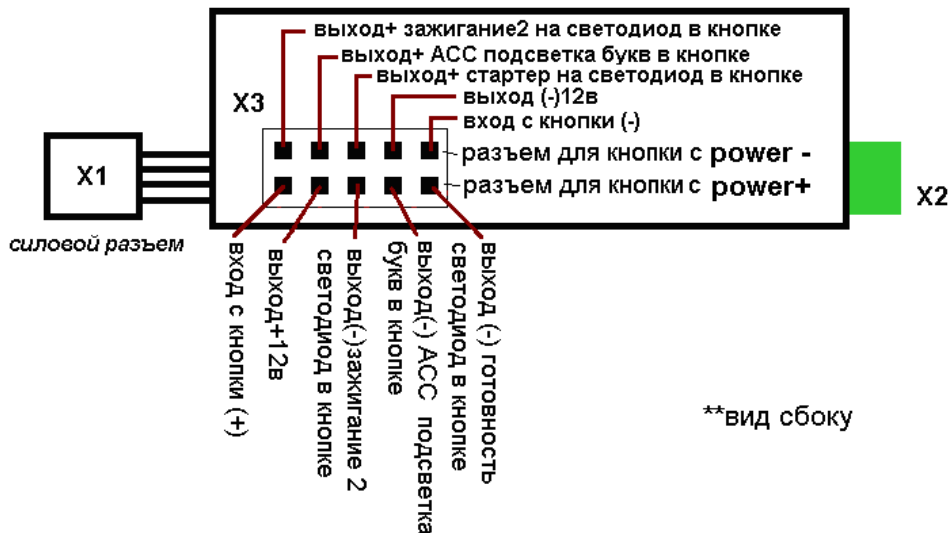 выход+ зажигание2 на светодиод в кнопке
выход+ АСС подсветка букв в кнопке
выход+ стартер на светодиод в кнопке
выход (-)12в
вход с кнопки (-)
X3
разъем для кнопки с power -
разъем для кнопки с power+
X1
X2
силовой разъем
вход с кнопки (+)
выход+12в
выход(-)зажигание 2
светодиод в кнопке
выход(-) АСС подсветка
букв в кнопке
выход (-) готовность
светодиод в кнопке
**вид сбоку